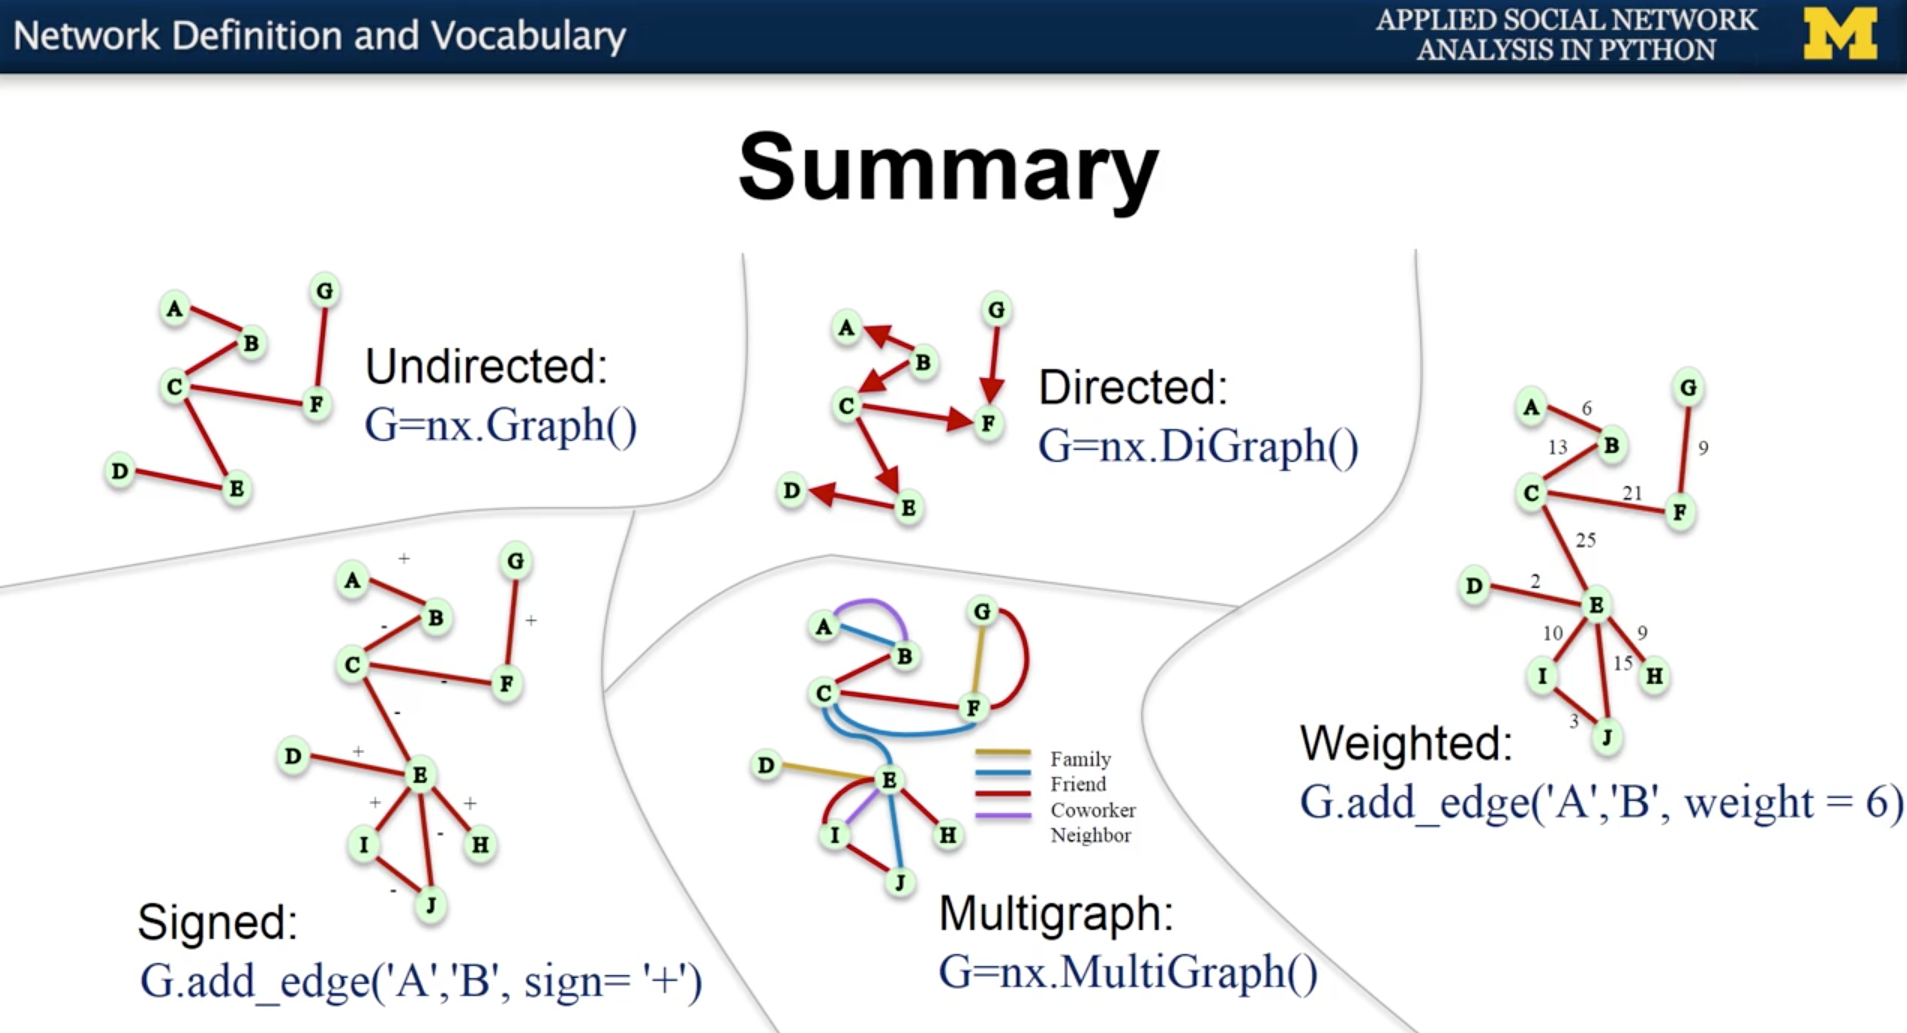 Network Definition and Vocabulary
APPLIED SOCIAL NETWORK
ANALYSIS IN PYTHON
M
Summary
A
B
G
C
F
D
E
Undirected:
G=nx.Graph()
A
B
G
C
F
D
E
Directed:
G=nx.DiGraph()
A
6
B
G
13
9
C
21
F
25
D
2
E
10
9
15
I
H
3
J
Weighted:
G.add_edge('A','B', weight = 6)
+
A
B
G
-
+
C
-
F
-
D
+
E
+
+
-
I
H
-
J
Signed:
G.add_edge('A','B', sign= '+')
A
B
G
C
F
D
E
I
H
J
Family
Friend
Coworker
Neighbor
Multigraph:
G=nx.MultiGraph()